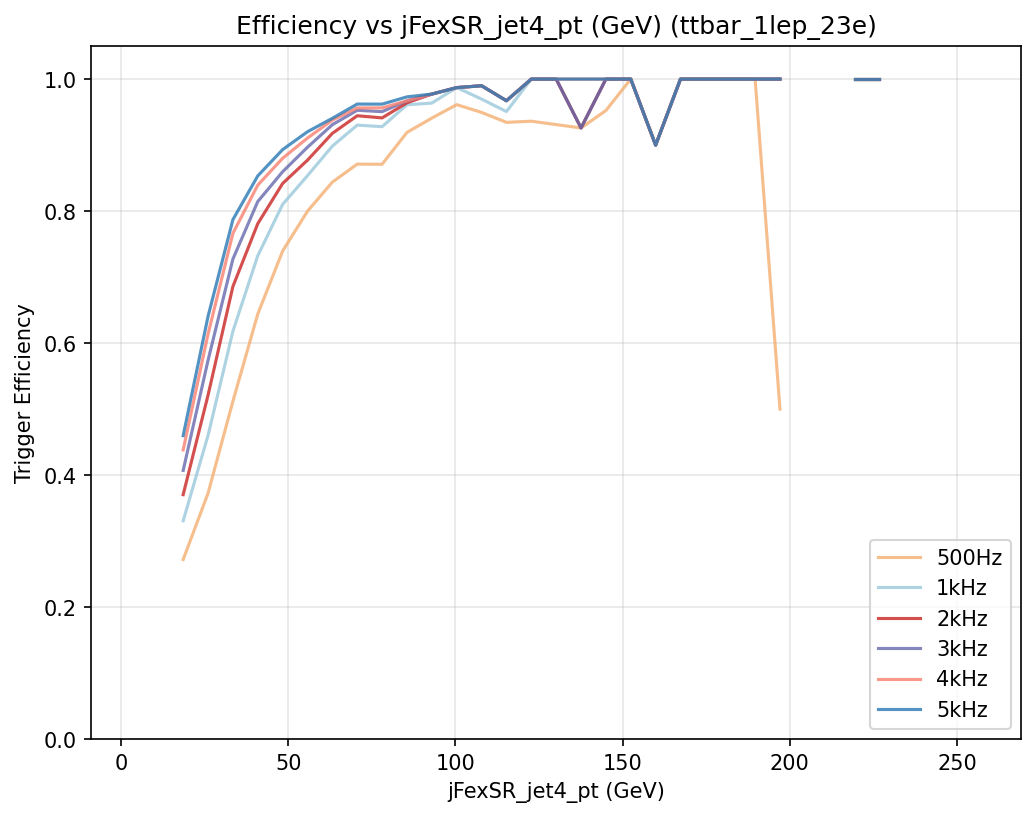 Efficiency vs jFexSR_jet4_pt (GeV) (ttbar_1lep_23e)
Trigger Efficiency
1.0
0.8
0.6
0.4
0.2
0.0
500Hz
1kHz
2kHz
3kHz
4kHz
5kHz
0 50 100 150 200 250
jFexSR_jet4_pt (GeV)